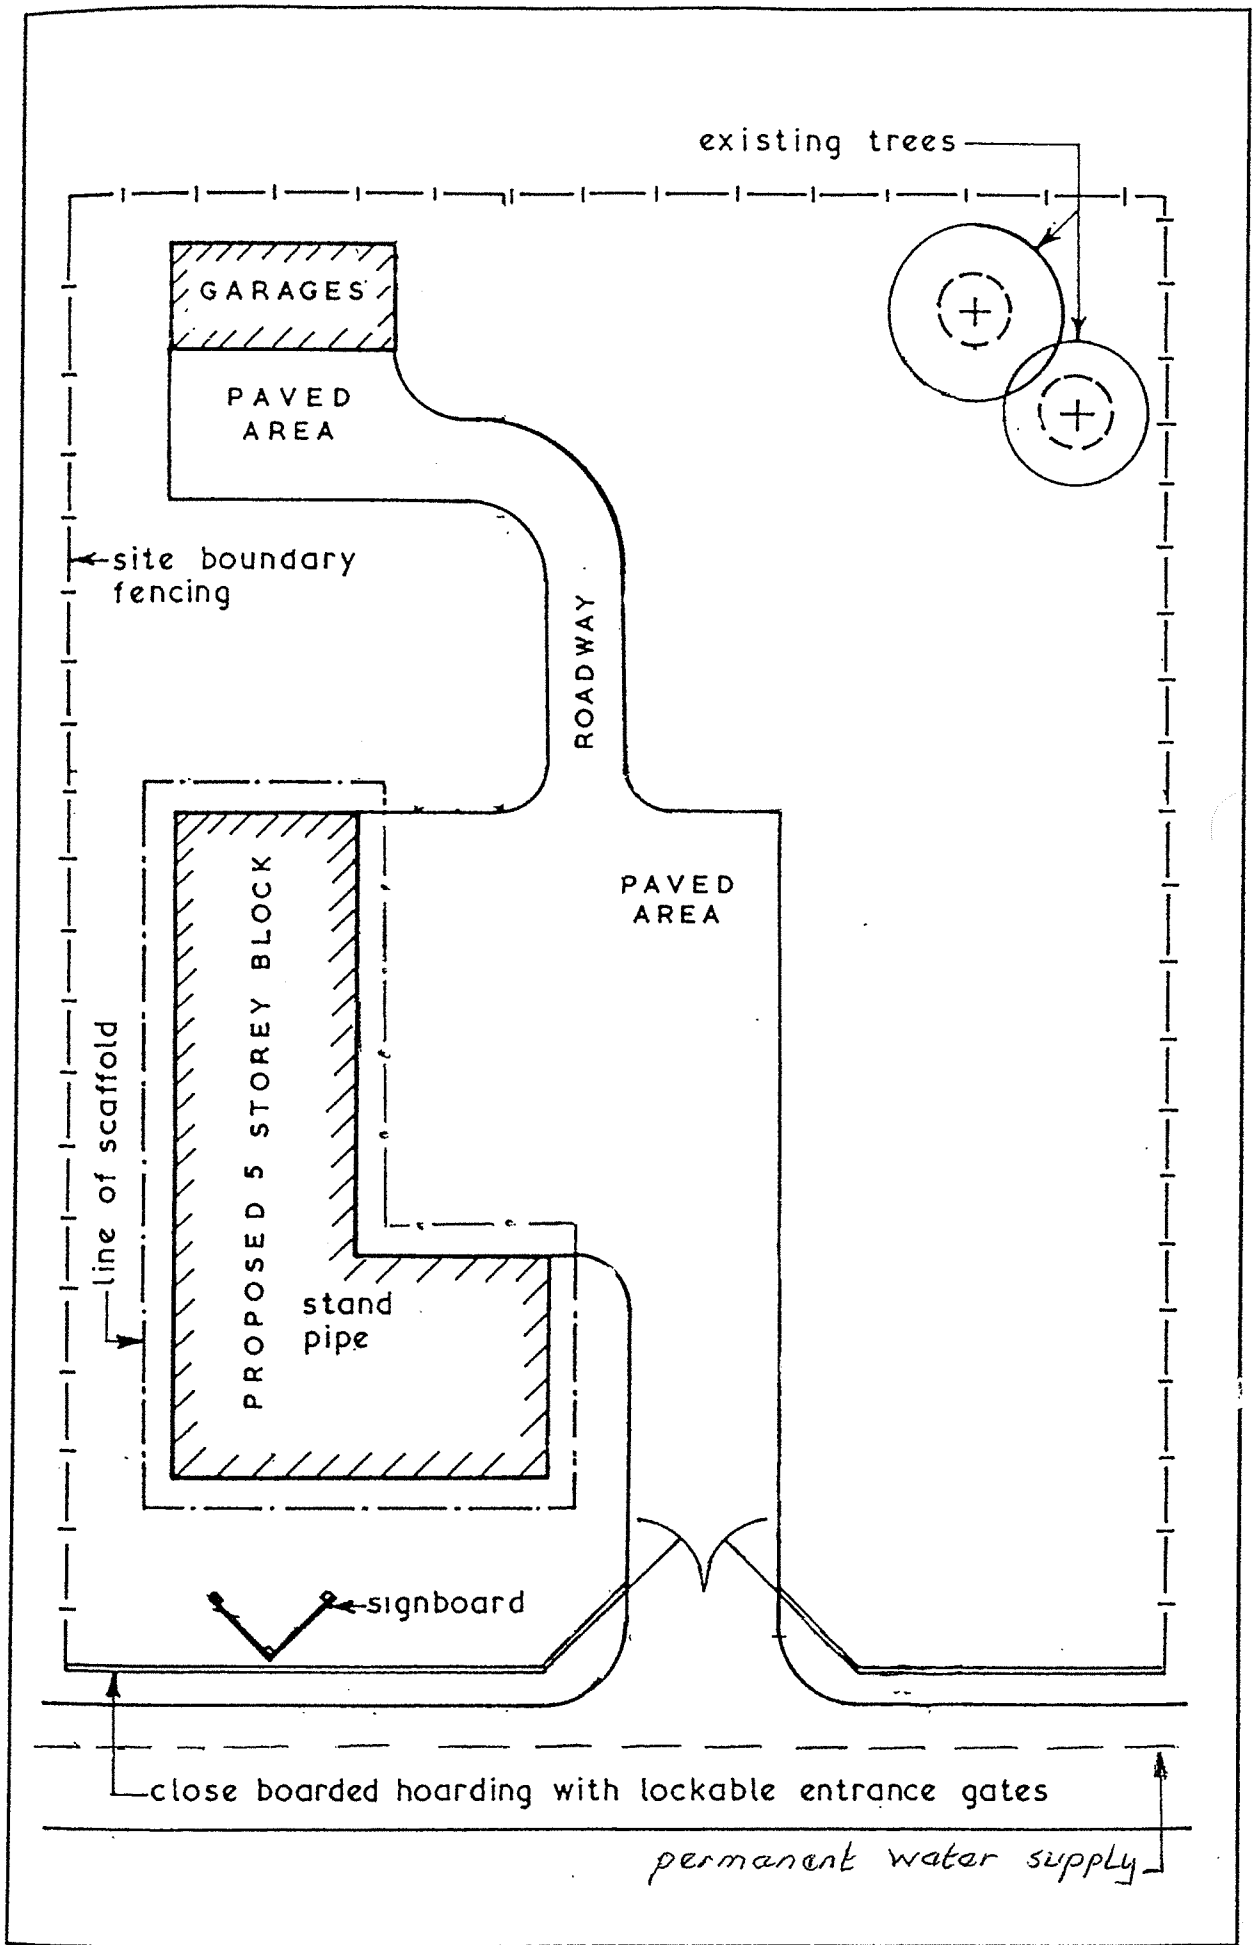 existing trees
GARAGES
PAVED
AREA
site boundary
fencing
ROADWAY
PAVED
AREA
PROPOSED 5 STOREY BLOCK
line of scaffold
stand
pipe
signboard
close boarded hoarding with lockable entrance gates
permanent water supply